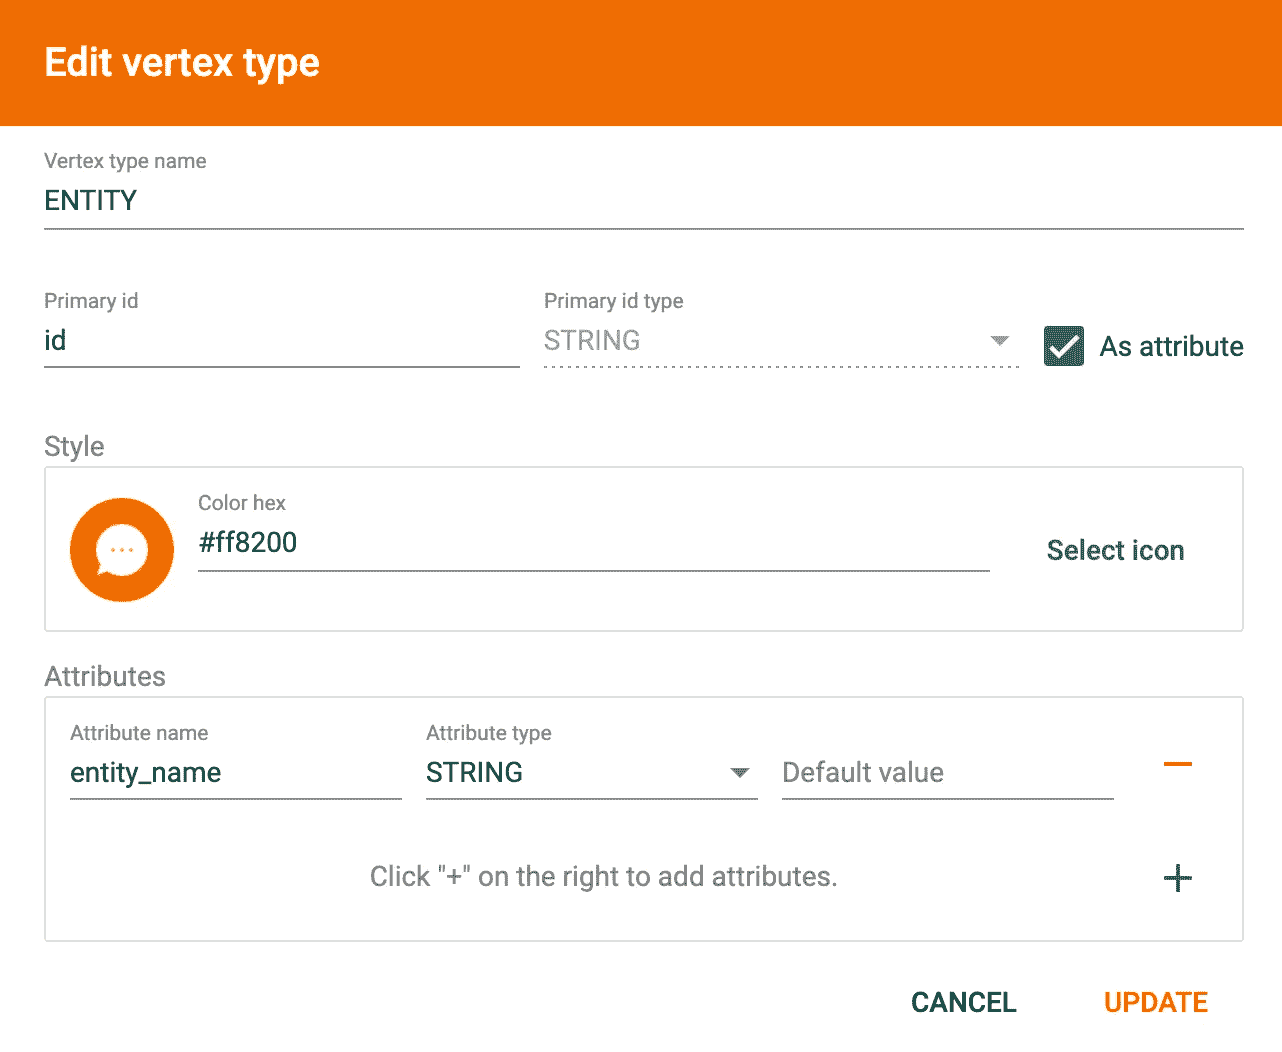 Edit vertex type
Vertex type name
ENTITY
Primary id
Primary id type
id
STRING
As attribute
Style
Color hex
#ff8200
Select icon
Attributes
Attribute name
Attribute type
entity_name
STRING
Default value
Click "+" on the right to add attributes.
CANCEL
UPDATE